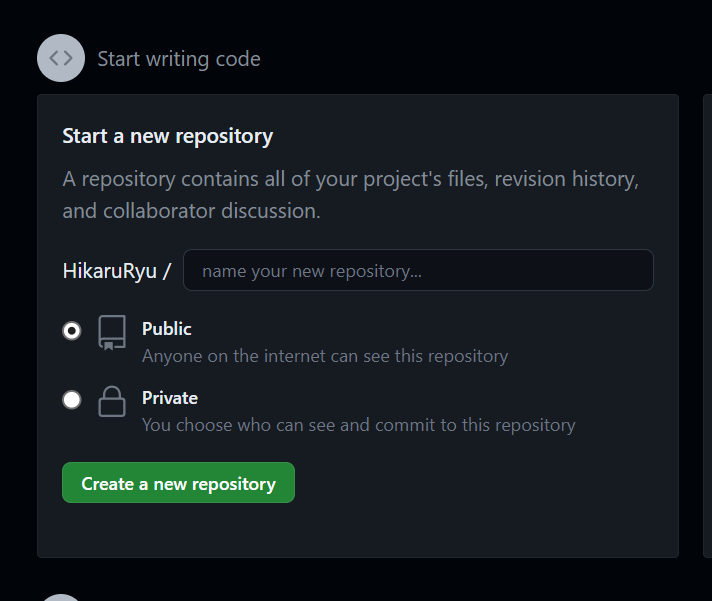 Start writing code
Start a new repository
A repository contains all of your project's files, revision history,
and collaborator discussion.
HikaruRyu / name your new repository...
Public
Anyone on the internet can see this repository
Private
You choose who can see and commit to this repository
Create a new repository